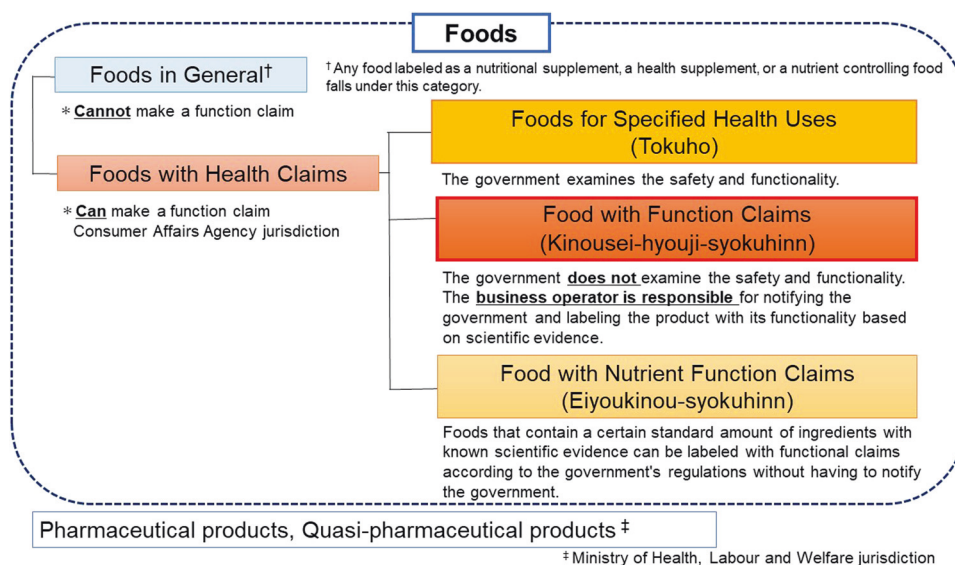 Foods
Foods in General†
† Any food labeled as a nutritional supplement, a health supplement, or a nutrient controlling food
falls under this category.
* Cannot make a function claim
Foods with Health Claims
* Can make a function claim
Consumer Affairs Agency jurisdiction
Foods for Specified Health Uses
(Tokuho)
The government examines the safety and functionality.
Food with Function Claims
(Kinousei-hyouji-syokuhinn)
The government does not examine the safety and functionality.
The business operator is responsible for notifying the
government and labeling the product with its functionality based
on scientific evidence.
Food with Nutrient Function Claims
(Eiyoukinou-syokuhinn)
Foods that contain a certain standard amount of ingredients with
known scientific evidence can be labeled with functional claims
according to the government's regulations without having to notify
the government.
Pharmaceutical products, Quasi-pharmaceutical products ‡
‡ Ministry of Health, Labour and Welfare jurisdiction